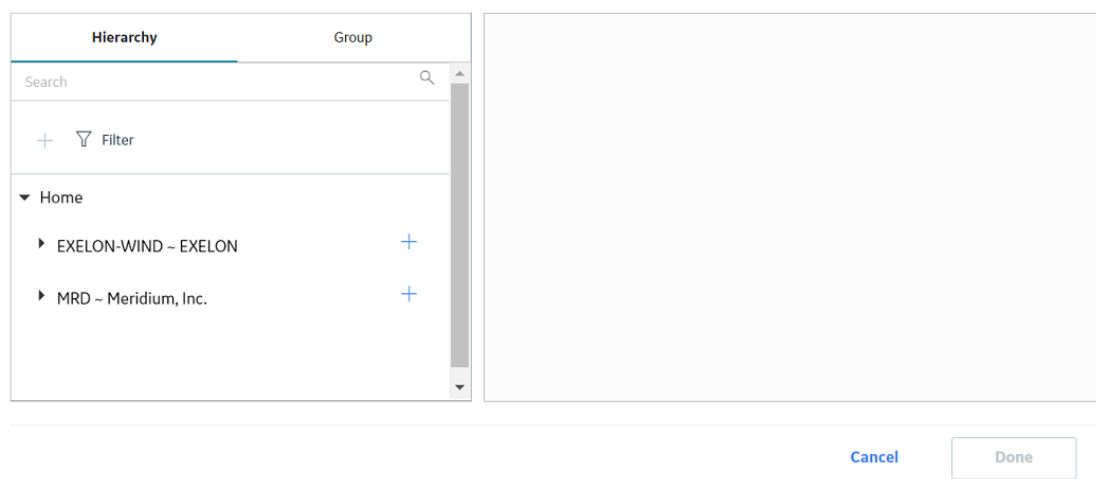 Hierarchy Group
Search
Filter
Home
EXELON-WIND ~ EXELON
MRD ~ Meridium, Inc.
Cancel Done